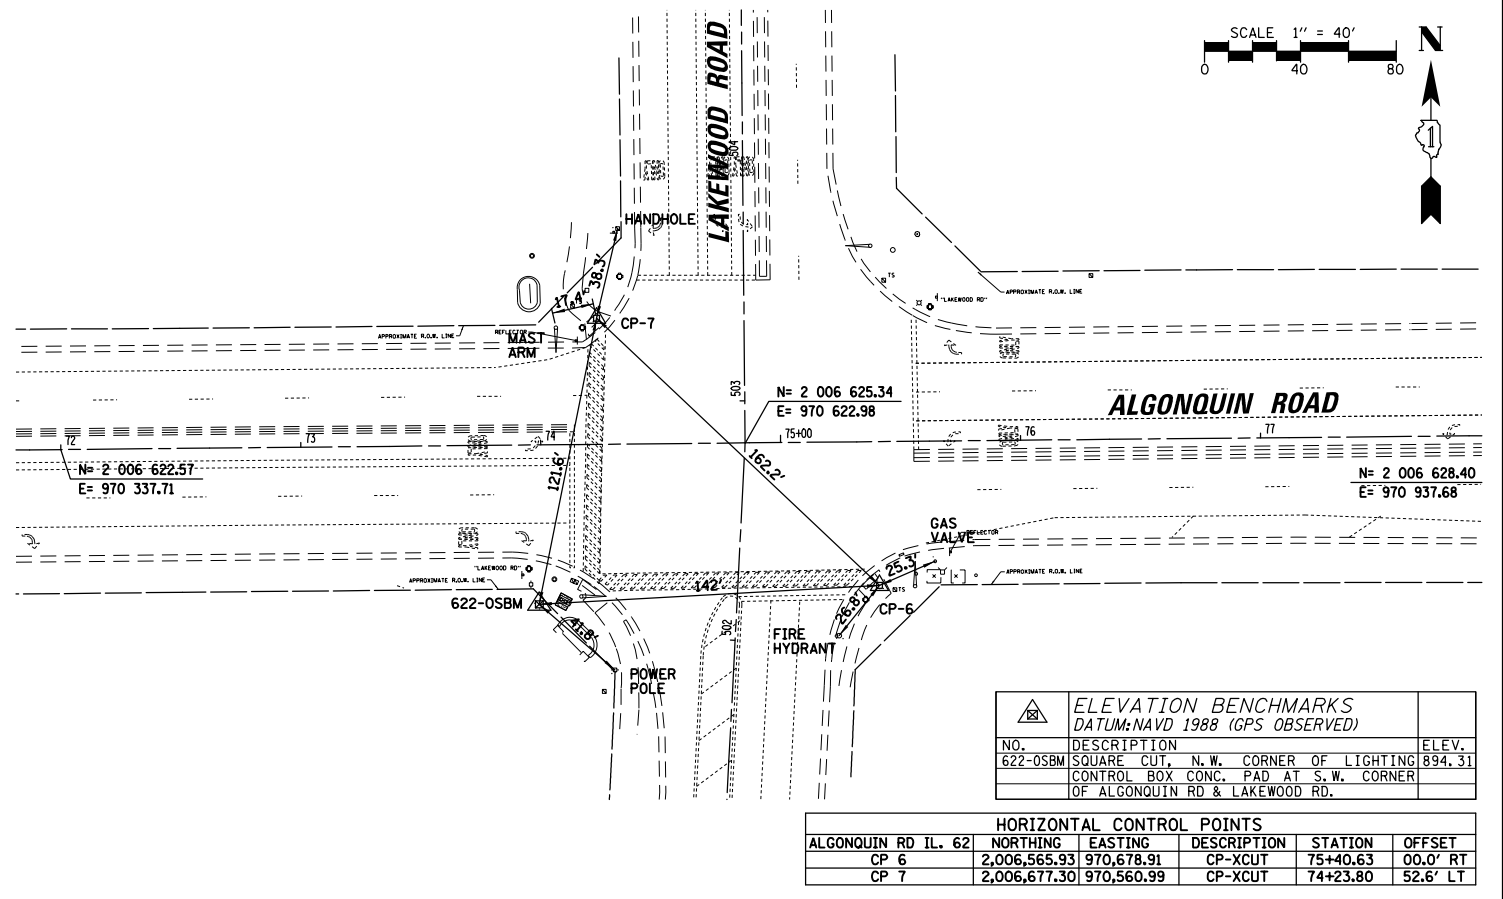 SCALE 1" = 40'
0 40 80
N
1
LAKEWOOD ROAD
504
HANDHOLE
38.3'
17.4'
TS
"LAKEWOOD RD"
APPROXIMATE R.O.W. LINE
CP-7
APPROXIMATE R.O.W. LINE
REFLECTOR
MAST
ARM
503
N= 2 006 625.34
E= 970 622.98
ALGONQUIN ROAD
72
73
74
75+00
76
77
N= 2 006 622.57
E= 970 337.71
121.6'
162.2'
N= 2 006 628.40
E= 970 937.68
GAS
VALVE
REFLECTOR
"LAKEWOOD RD"
APPROXIMATE R.O.W. LINE
25.3'
APPROXIMATE R.O.W. LINE
142'
TS
622-OSBM
CP-6
26.8'
41.8'
502
FIRE
HYDRANT
POWER
POLE
ELEVATION BENCHMARKS
DATUM:NAVD 1988 (GPS OBSERVED)
NO. DESCRIPTION ELEV.
622-OSBM SQUARE CUT, N.W. CORNER OF LIGHTING 894.31
CONTROL BOX CONC. PAD AT S.W. CORNER
OF ALGONQUIN RD & LAKEWOOD RD.
HORIZONTAL CONTROL POINTS
ALGONQUIN RD IL. 62 NORTHING EASTING DESCRIPTION STATION OFFSET
CP 6 2,006,565.93 970,678.91 CP-XCUT 75+40.63 00.0' RT
CP 7 2,006,677.30 970,560.99 CP-XCUT 74+23.80 52.6' LT